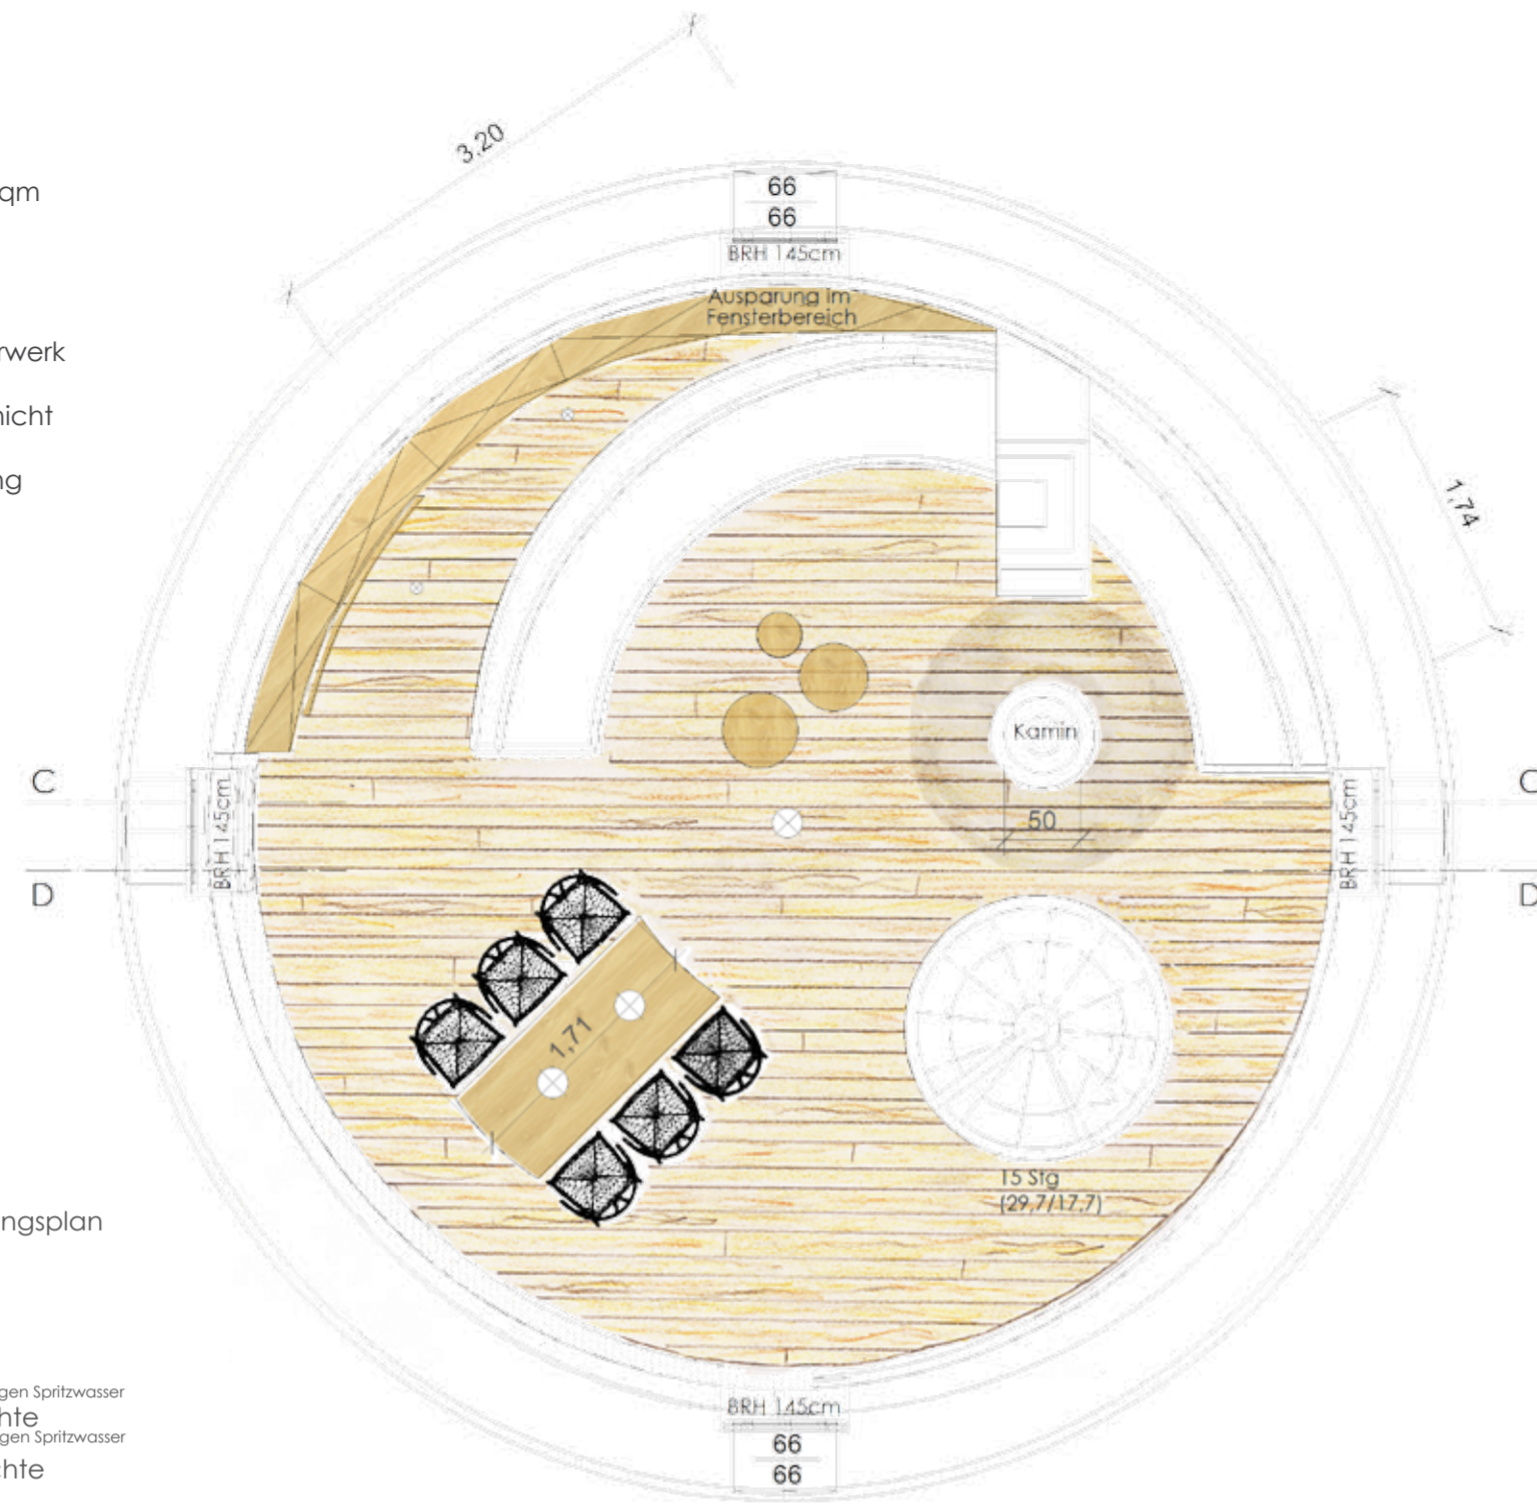 3,20
qm
66
66
BRH 145cm
Ausparung im
Fensterbereich
rwerk
nicht
ng
1,74
Kamin
50
C
C
BRH 145cm
BRH 145cm
D
D
1,71
15 Stg
(29,7/17,7)
ngsplan
gen Spritzwasser
hte
gen Spritzwasser
chte
BRH 145cm
66
66